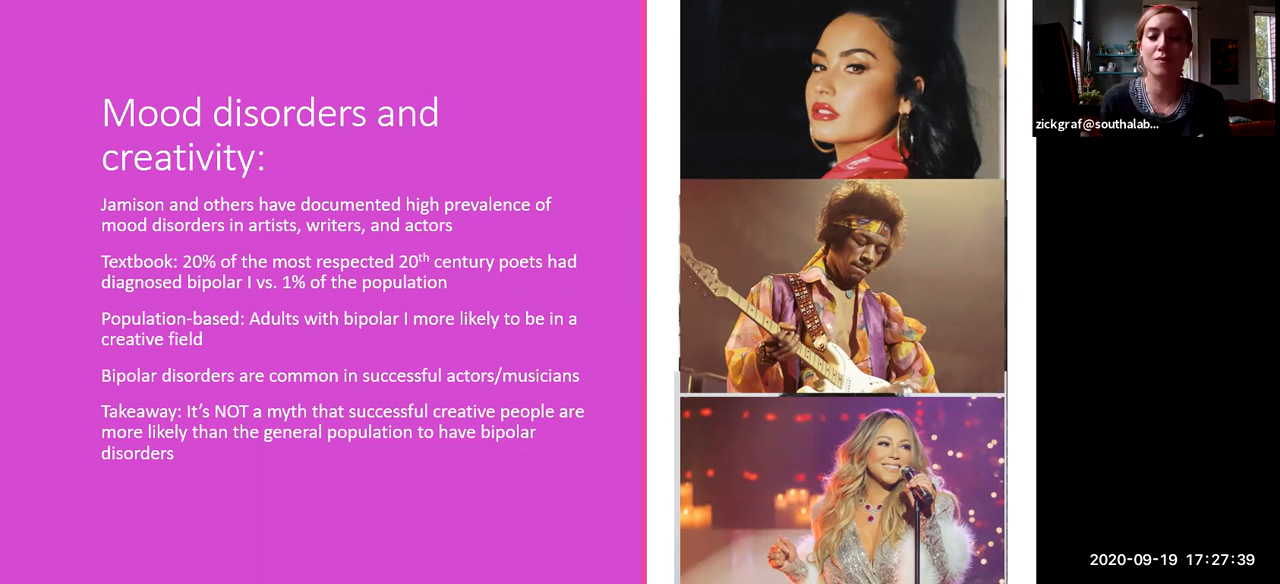 Mood disorders and
creativity:
Jamison and others have documented high prevalence of
mood disorders in artists, writers, and actors
Textbook: 20% of the most respected 20th century poets had
diagnosed bipolar I vs. 1% of the population
Population-based: Adults with bipolar I more likely to be in a
creative field
Bipolar disorders are common in successful actors/musicians
Takeaway: It’s NOT a myth that successful creative people are
more likely than the general population to have bipolar
disorders
zickgraf@southalab...
2020-09-19 17:27:39